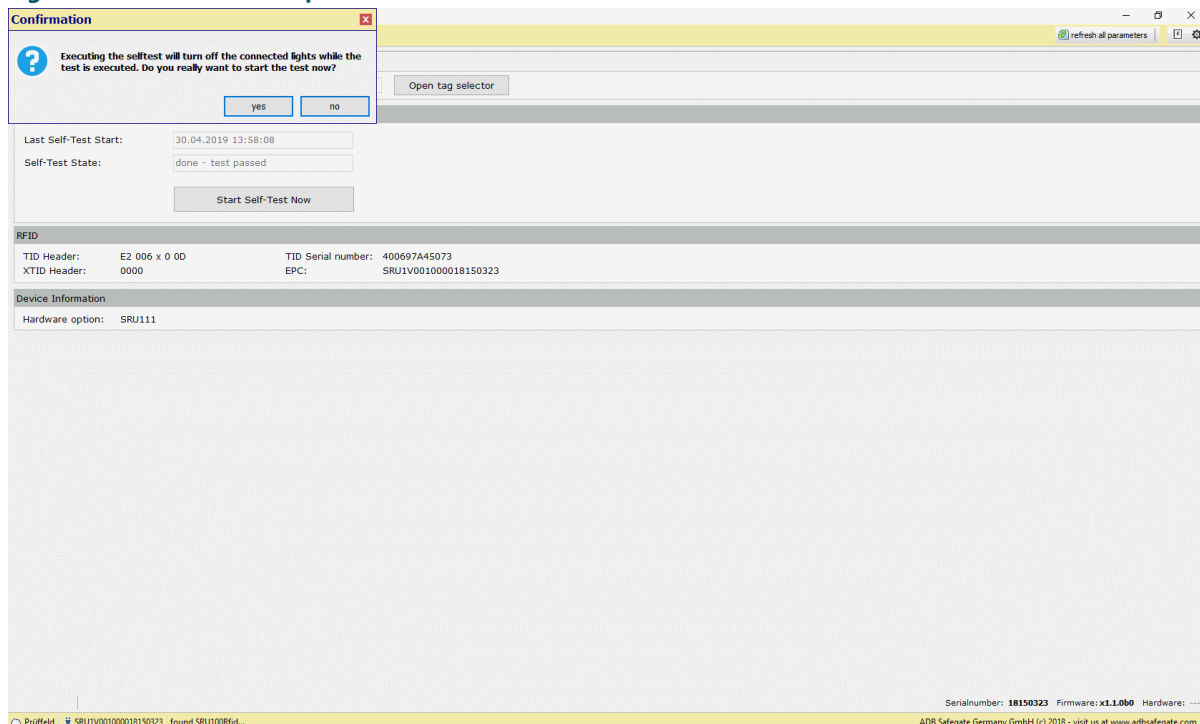 Confirmation
refresh all parameters
Executing the selftest will turn off the connected lights while the
test is executed. Do you really want to start the test now?
yes no
Open tag selector
Last Self-Test Start: 30.04.2019 13:58:08
Self-Test State: done - test passed
Start Self-Test Now
RFID
TID Header: E2 006 x 0 0D TID Serial number: 400697A45073
XTID Header: 0000 EPC: SRU1V001000018150323
Device Information
Hardware option: SRU111
Serialnumber: 18150323 Firmware: x1.1.0b0 Hardware: ---
Prüffeld SRU1V001000018150323 found SRU100Rfid... ADB Safegate Germany GmbH (c) 2018 - visit us at www.adbsafegate.com